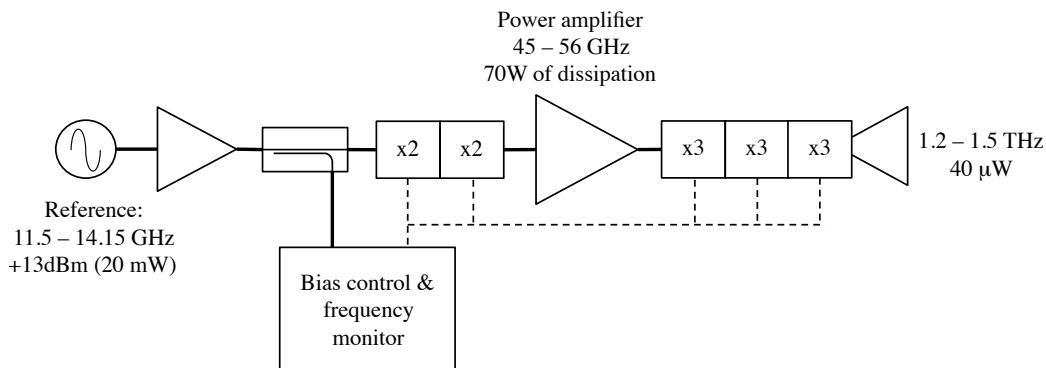 Power amplifier
45 – 56 GHz
70W of dissipation
x2
x2
x3
x3
x3
1.2 – 1.5 THz
40 μW
Reference:
11.5 – 14.15 GHz
+13dBm (20 mW)
Bias control &
frequency
monitor